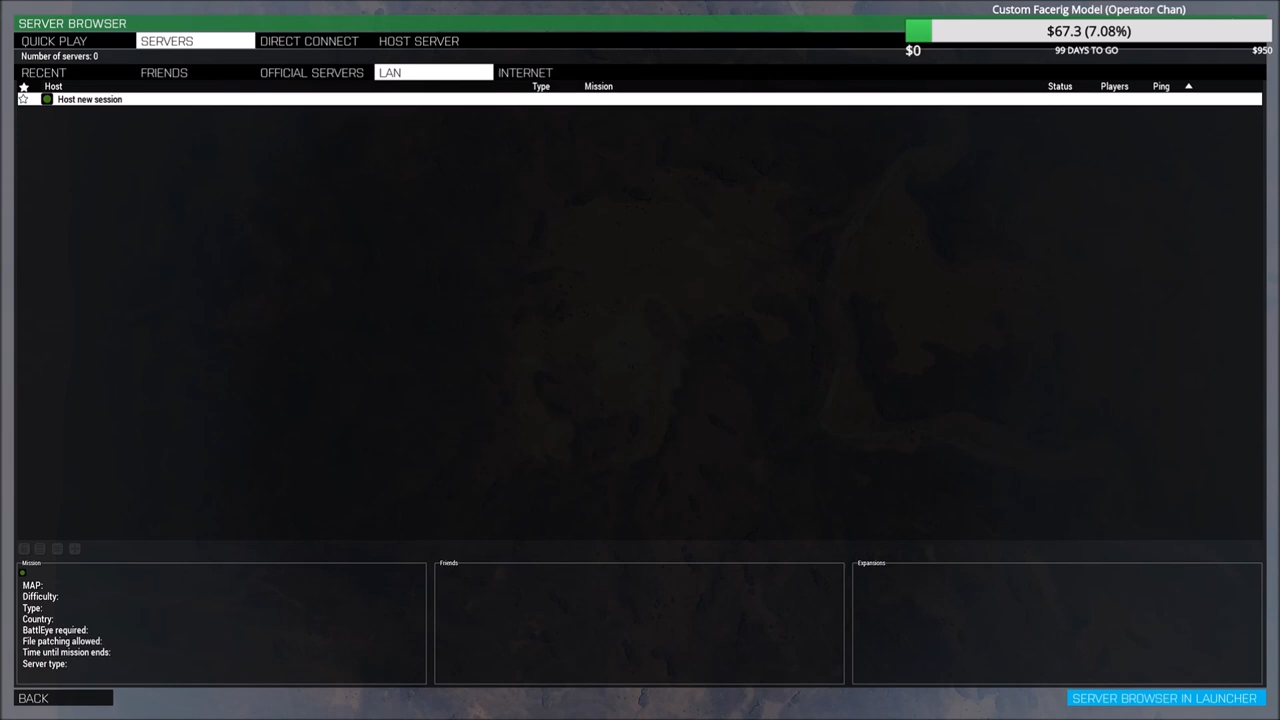 Custom Facerig Model (Operator Chan)
SERVER BROWSER
$67.3 (7.08%)
QUICK PLAY SERVERS DIRECT CONNECT HOST SERVER
$0 99 DAYS TO GO $950
Number of servers: 0
RECENT FRIENDS OFFICIAL SERVERS LAN INTERNET
Host Type Mission Status Players Ping
Host new session
Mission Friends Expansions
MAP:
Difficulty:
Type:
Country:
BattlEye required:
File patching allowed:
Time until mission ends:
Server type:
BACK SERVER BROWSER IN LAUNCHER